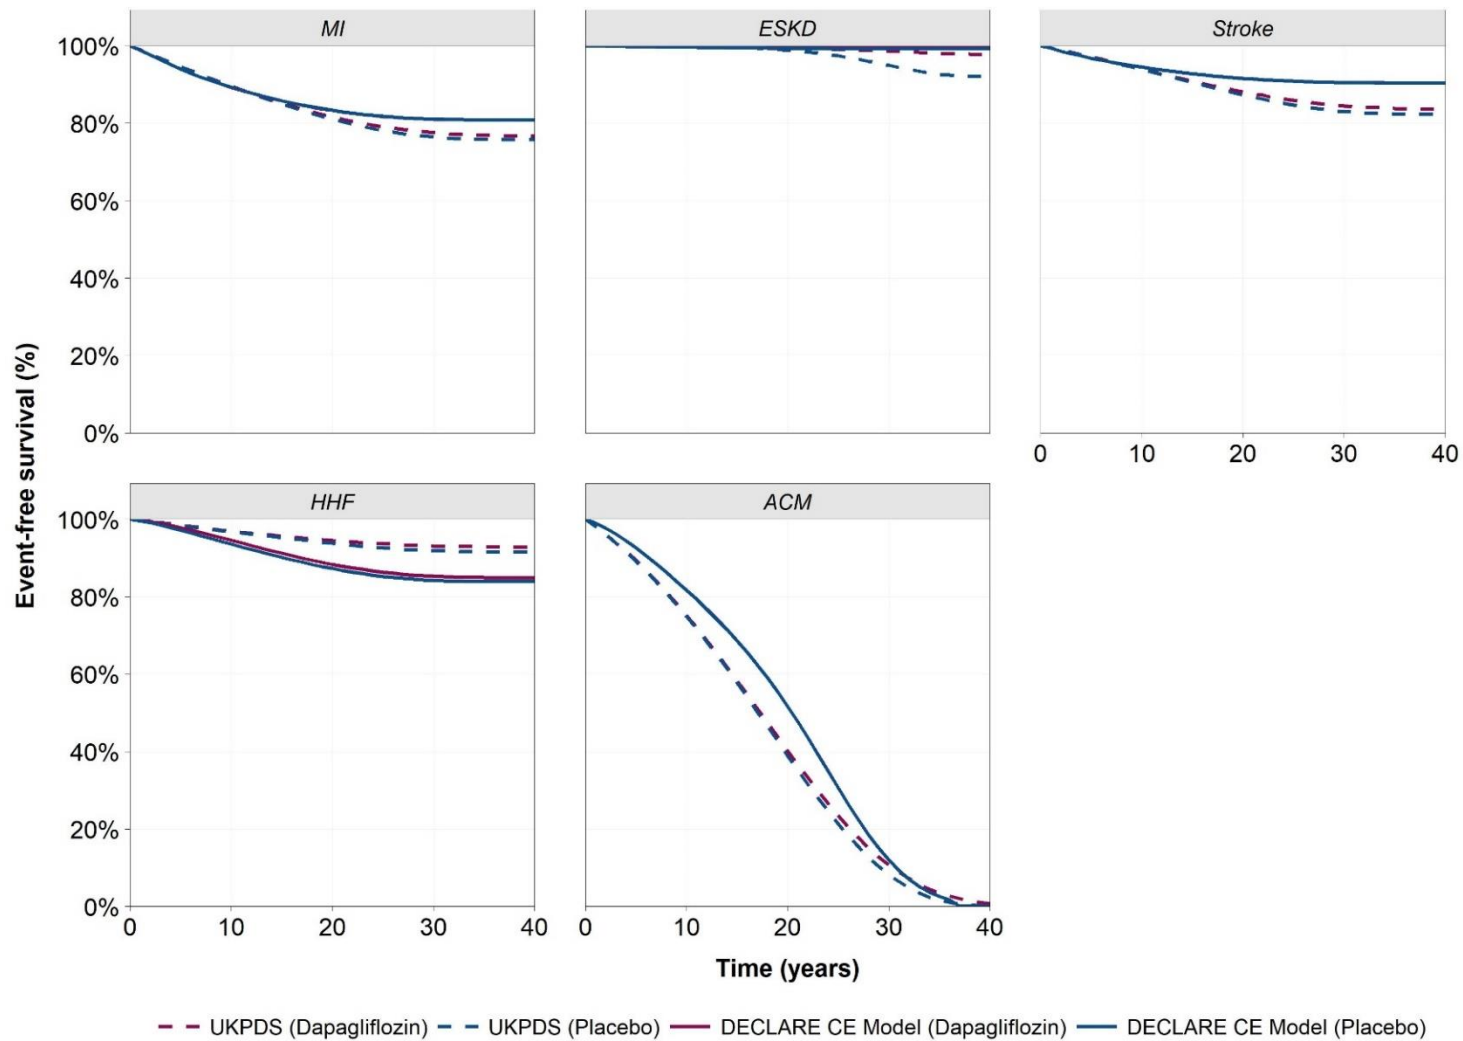 MI
ESKD
Stroke
100%
80%
60%
40%
20%
0%
0 10 20 30 40
HHF
ACM
100%
80%
60%
40%
20%
0%
0 10 20 30 40
0 10 20 30 40
Event-free survival (%)
Time (years)
UKPDS (Dapagliflozin) UKPDS (Placebo) DECLARE CE Model (Dapagliflozin) DECLARE CE Model (Placebo)